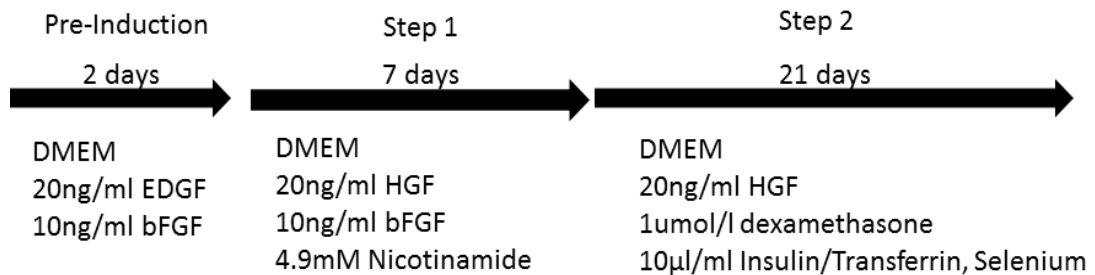 Pre-Induction
2 days
DMEM
20ng/ml EDGF
10ng/ml bFGF
Step 1
7 days
DMEM
20ng/ml HGF
10ng/ml bFGF
4.9mM Nicotinamide
Step 2
21 days
DMEM
20ng/ml HGF
1umol/l dexamethasone
10µl/ml Insulin/Transferrin, Selenium